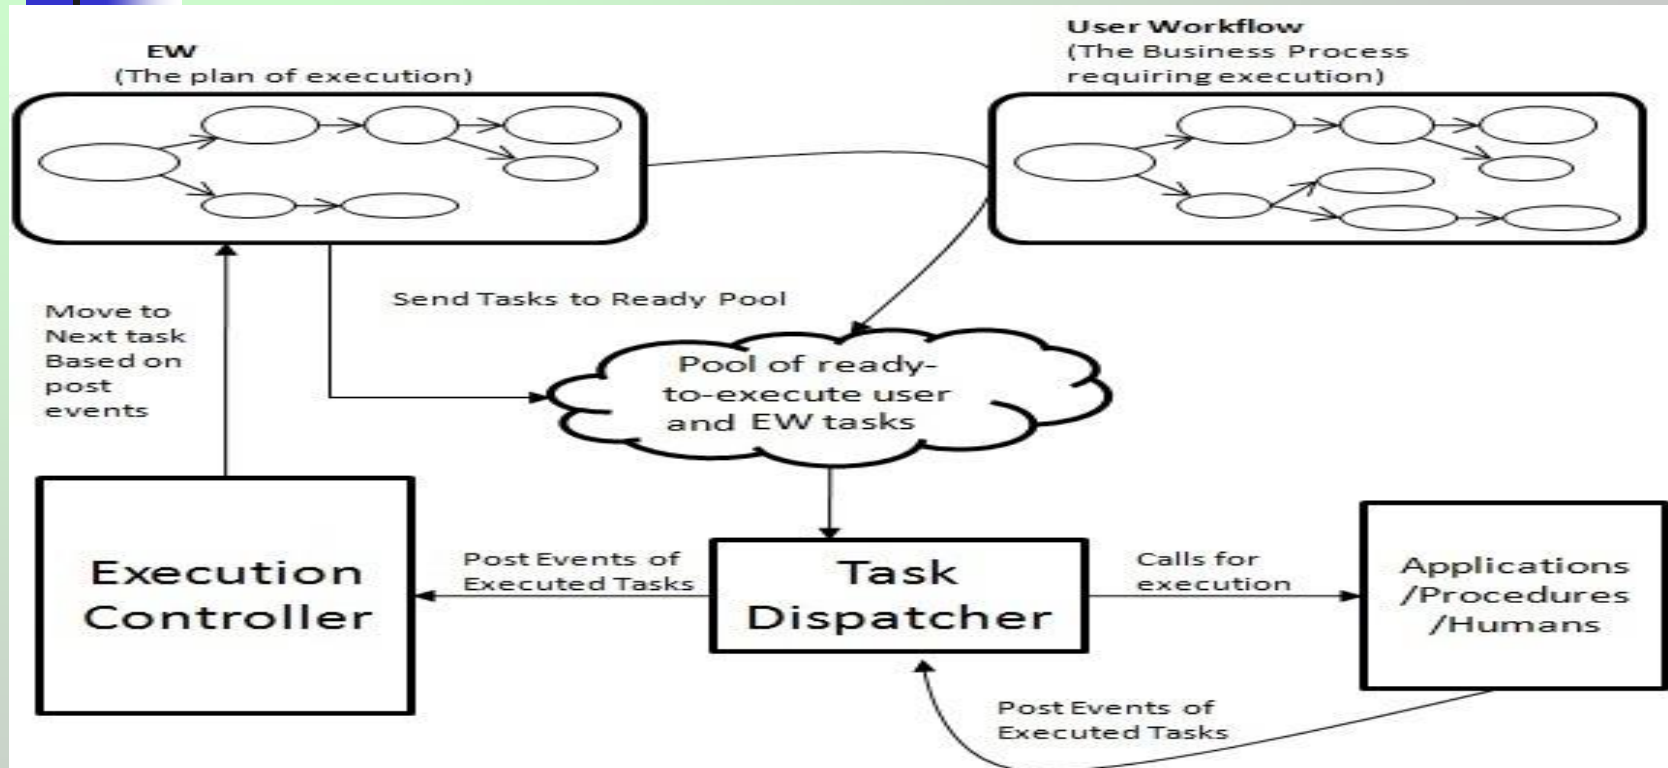 EW
(The plan of execution)
User Workflow
(The Business Process
requiring execution)
Move to
Next task
Based on
post
events
Send Tasks to Ready Pool
Pool of ready-
to-execute user
and EW tasks
Execution
Controller
Post Events of
Executed Tasks
Task
Dispatcher
Calls for
execution
Applications
/Procedures
/Humans
Post Events of
Executed Tasks